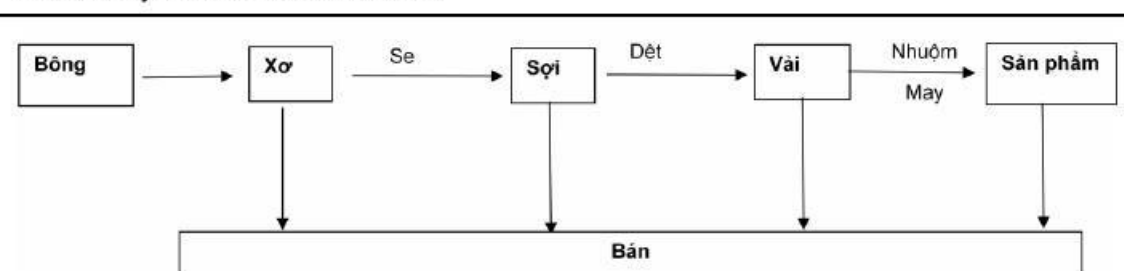 Bông
Xơ
Se
Sợi
Dệt
Vải
Nhuộm
May
Sản phẩm
Bán